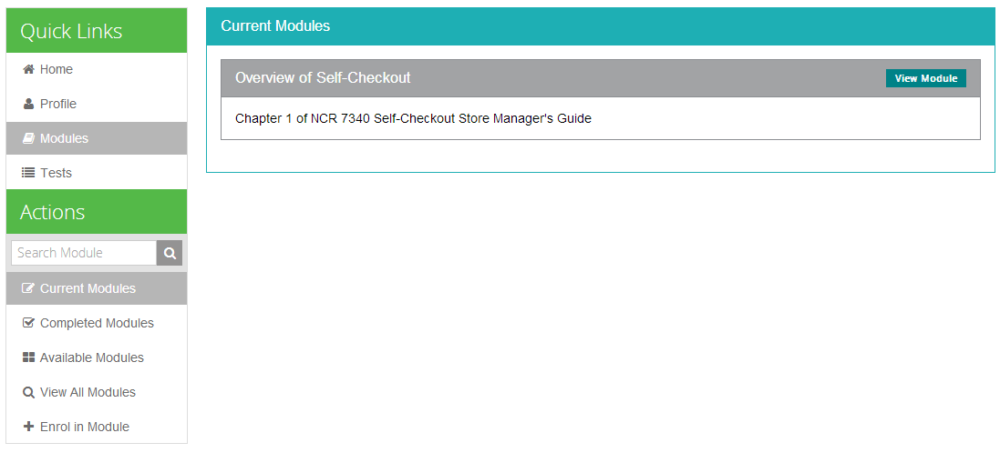 Quick Links
Home
Profile
Modules
Tests
Actions
Search Module
Current Modules
Completed Modules
Available Modules
View All Modules
Enrol in Module
Current Modules
Overview of Self-Checkout
View Module
Chapter 1 of NCR 7340 Self-Checkout Store Manager's Guide